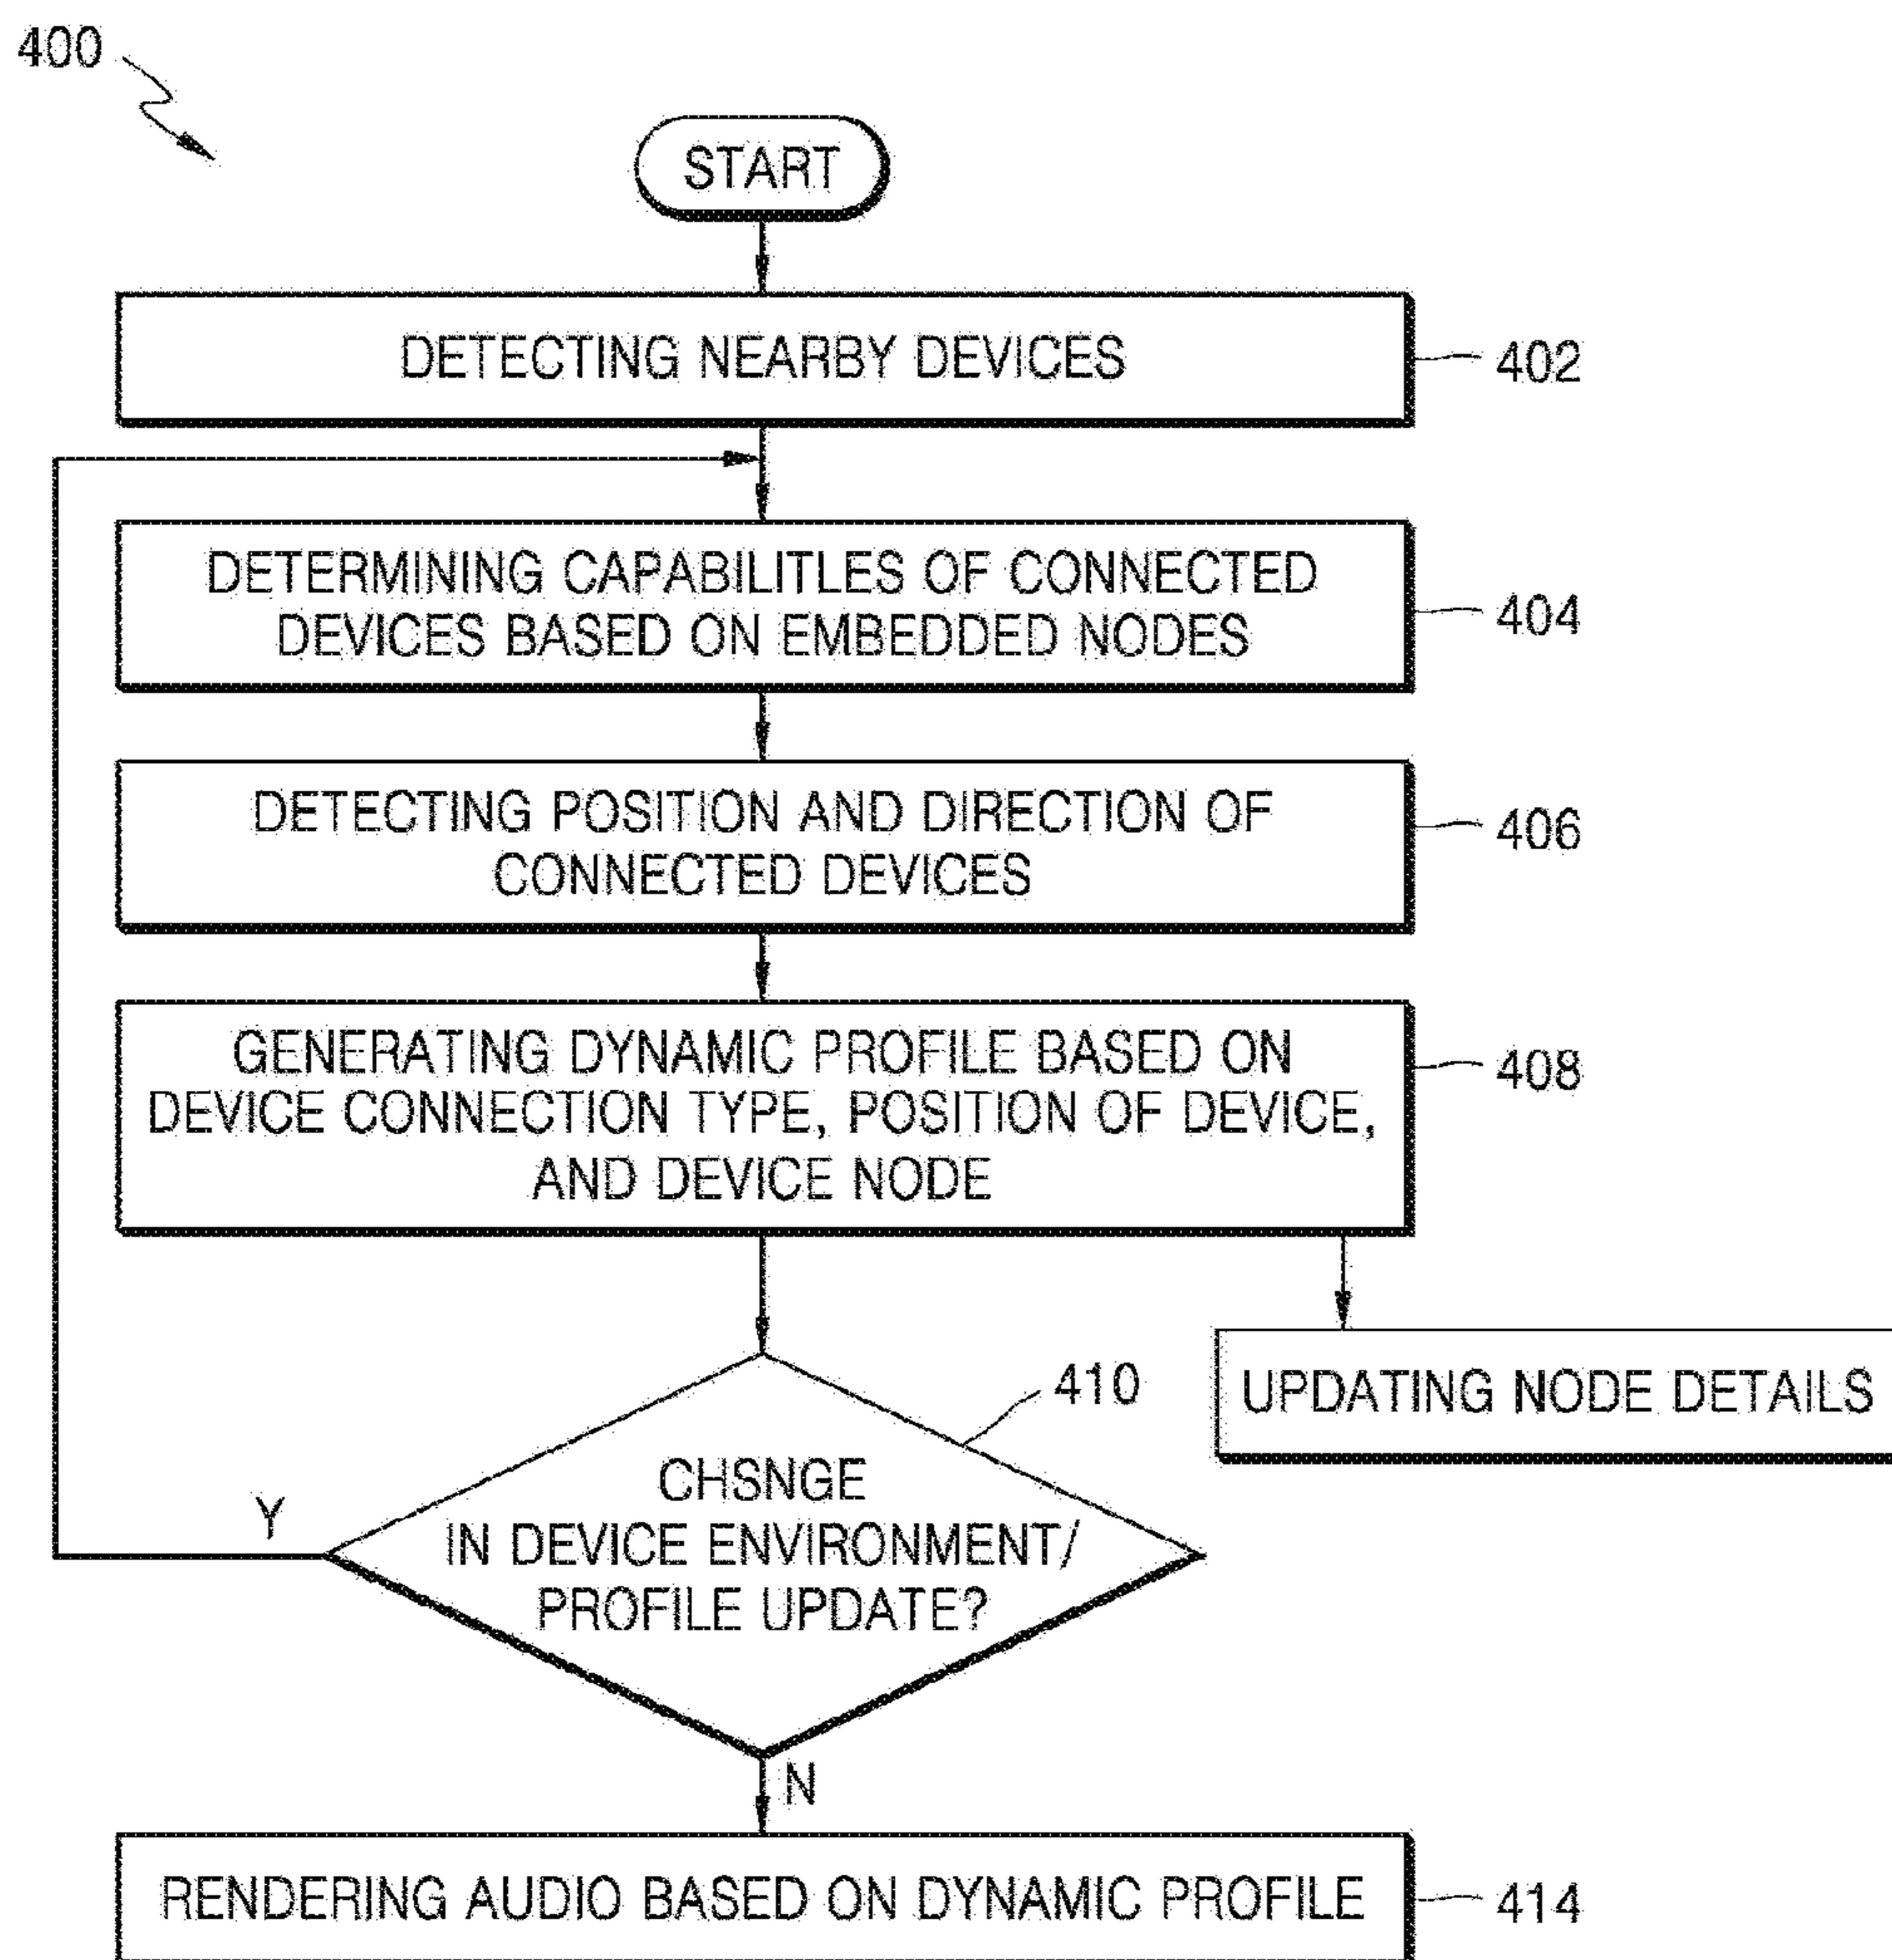 400
START
DETECTING NEARBY DEVICES
402
DETERMINING CAPABILITLES OF CONNECTED
DEVICES BASED ON EMBEDDED NODES
404
DETECTING POSITION AND DIRECTION OF
CONNECTED DEVICES
406
GENERATING DYNAMIC PROFILE BASED ON
DEVICE CONNECTION TYPE, POSITION OF DEVICE,
AND DEVICE NODE
408
UPDATING NODE DETAILS
410
CHSNGE
IN DEVICE ENVIRONMENT/
PROFILE UPDATE?
Y
N
RENDERING AUDIO BASED ON DYNAMIC PROFILE
414